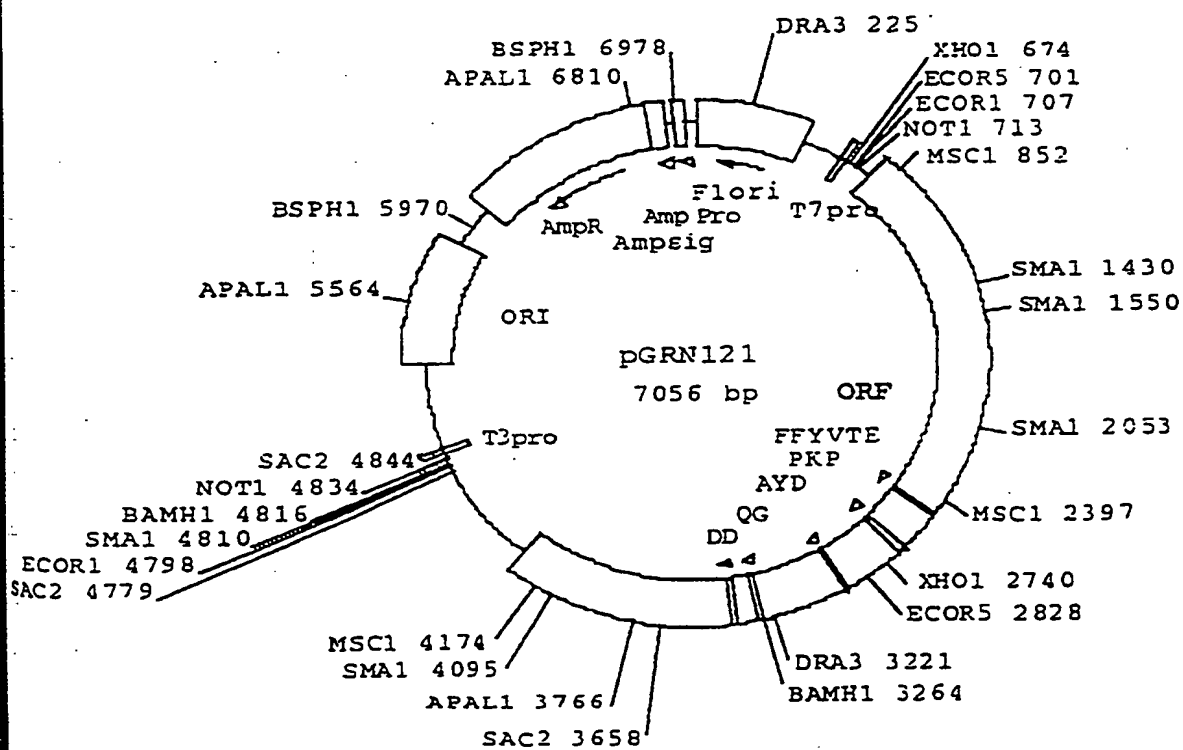 DRA3 225
BSPH1 6978
XHO1 674
APAL1 6810
ECOR5 701
ECOR1 707
NOT1 713
MSC1 852
F1ori
T7pro
BSPH1 5970
AmpR
Amp Pro
Ampsig
SMA1 1430
APAL1 5564
SMA1 1550
ORI
pGRN121
7056 bp
ORF
SMA1 2053
FFYVTE
T3pro
PKP
SAC2 4844
AYD
NOT1 4834
MSC1 2397
BAMH1 4816
QG
SMA1 4810
DD
ECOR1 4798
XHO1 2740
SAC2 4779
ECOR5 2828
MSC1 4174
DRA3 3221
SMA1 4095
BAMH1 3264
APAL1 3766
SAC2 3658